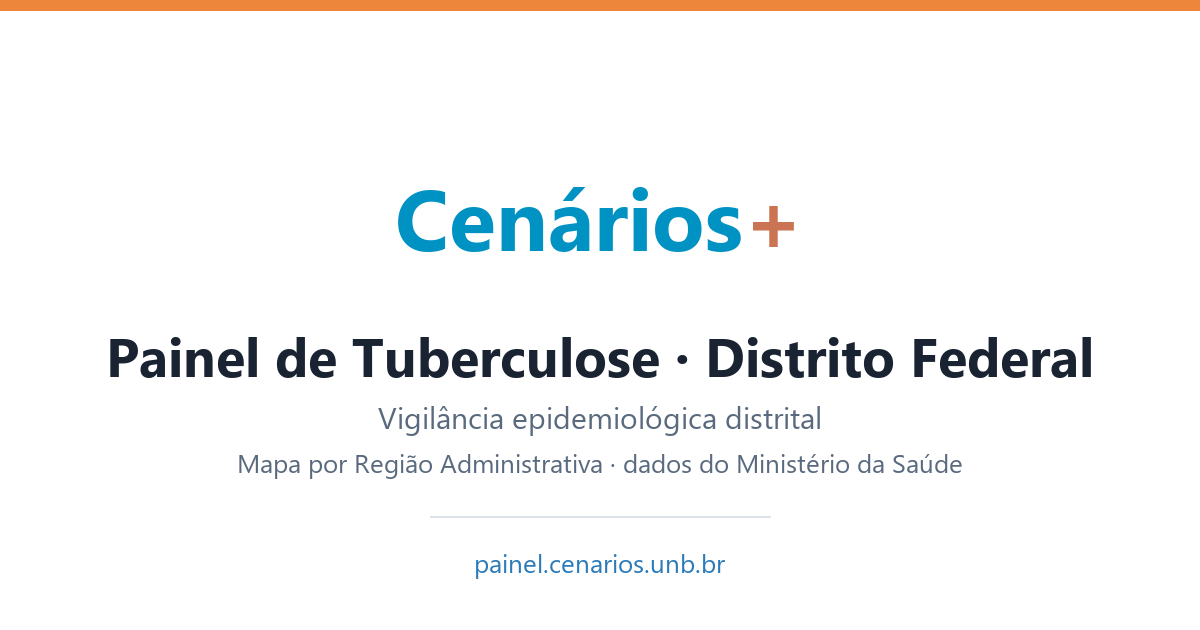 Cenários+
Painel de Tuberculose · Distrito Federal
Vigilância epidemiológica distrital
Mapa por Região Administrativa · dados do Ministério da Saúde
painel.cenarios.unb.br